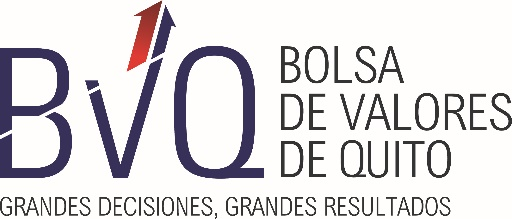 BVQ
BOLSA
DE VALORES
DE QUITO
GRANDES DECISIONES, GRANDES RESULTADOS